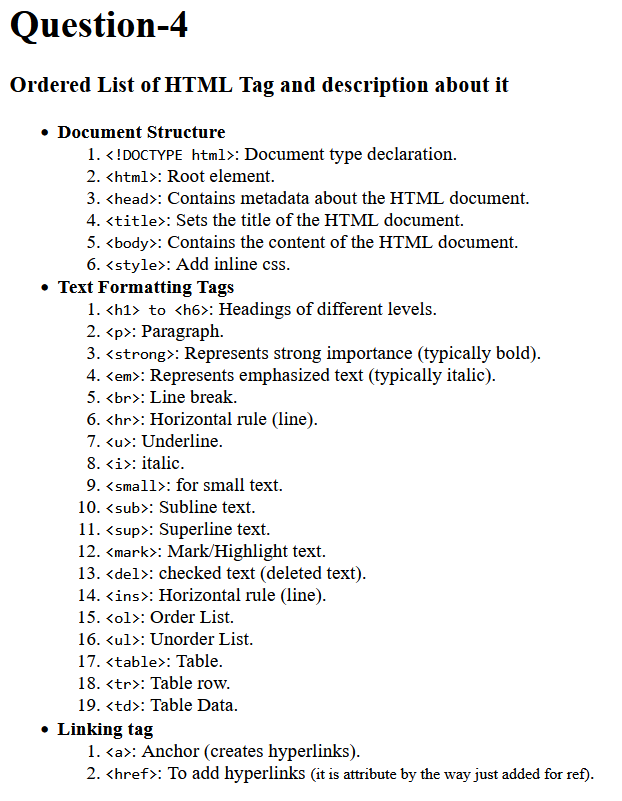 Question-4
Ordered List of HTML Tag and description about it
• Document Structure
1. <!DOCTYPE html>: Document type declaration.
2. <html>: Root element.
3. <head>: Contains metadata about the HTML document.
4. <title>: Sets the title of the HTML document.
5. <body>: Contains the content of the HTML document.
6. <style>: Add inline css.
• Text Formatting Tags
1. <h1> to <h6>: Headings of different levels.
2. <p>: Paragraph.
3. <strong>: Represents strong importance (typically bold).
4. <em>: Represents emphasized text (typically italic).
5. <br>: Line break.
6. <hr>: Horizontal rule (line).
7. <u>: Underline.
8. <i>: italic.
9. <small>: for small text.
10. <sub>: Subline text.
11. <sup>: Superline text.
12. <mark>: Mark/Highlight text.
13. <del>: checked text (deleted text).
14. <ins>: Horizontal rule (line).
15. <ol>: Order List.
16. <ul>: Unorder List.
17. <table>: Table.
18. <tr>: Table row.
19. <td>: Table Data.
• Linking tag
1. <a>: Anchor (creates hyperlinks).
2. <href>: To add hyperlinks (it is attribute by the way just added for ref).